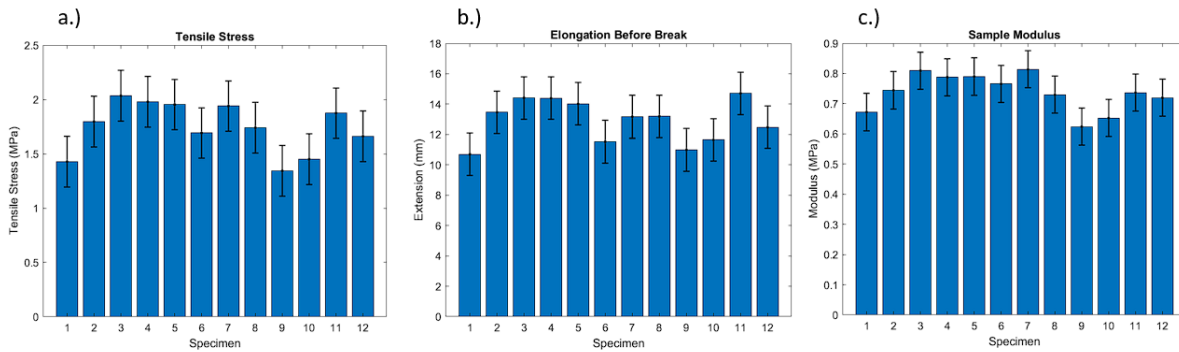 a.)
Tensile Stress
2.5
2
1.5
1
0.5
0
Tensile Stress (MPa)
1 2 3 4 5 6 7 8 9 10 11 12
Specimen
b.)
Elongation Before Break
18
16
14
12
10
8
6
4
2
0
Extension (mm)
1 2 3 4 5 6 7 8 9 10 11 12
Specimen
c.)
Sample Modulus
0.9
0.8
0.7
0.6
0.5
0.4
0.3
0.2
0.1
0
Modulus (MPa)
1 2 3 4 5 6 7 8 9 10 11 12
Specimen